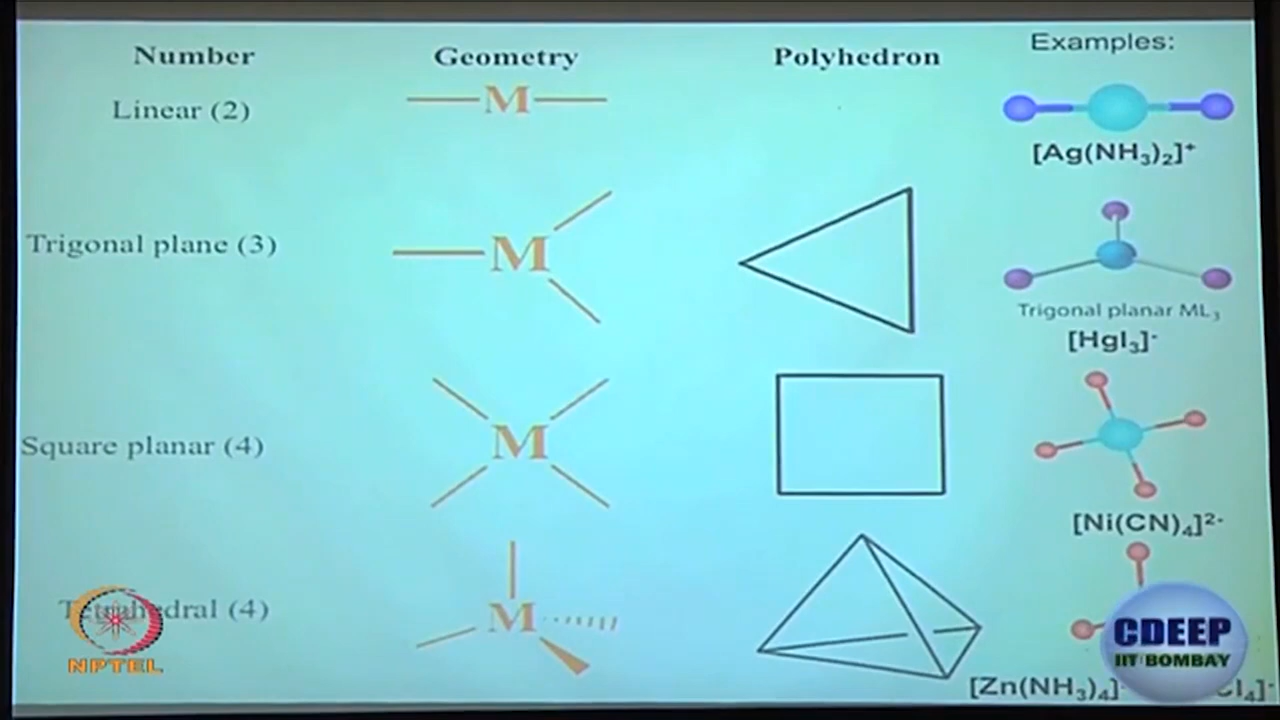 Number Geometry Polyhedron Examples:
Linear (2) M
[Ag(NH₃)₂]⁺
Trigonal plane (3) M
Trigonal planar ML₃
[HgI₃]⁻
Square planar (4) M
[Ni(CN)₄]²⁻
Tetrahedral (4) M
NPTEL
CDEEP
IIT BOMBAY
[Zn(NH₃)₄] Cl₄]⁻